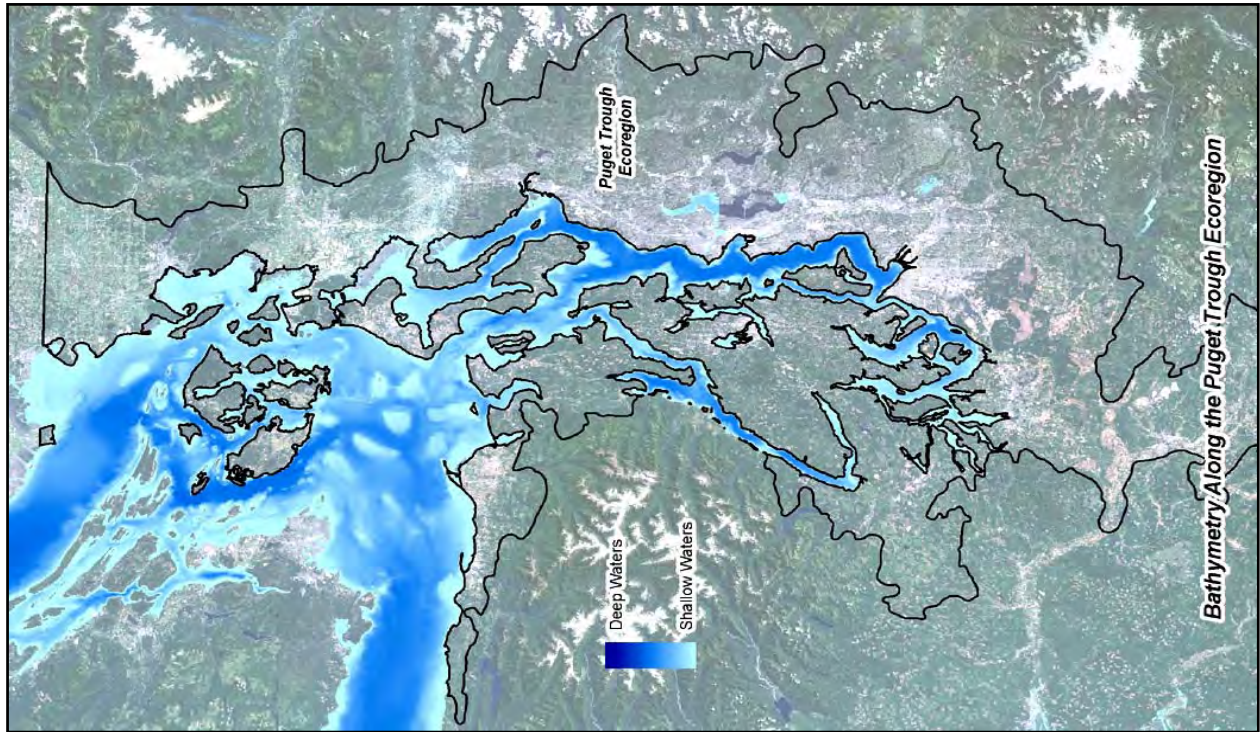 Puget Trough
Ecoregion
Deep Waters
Shallow Waters
Bathymetry Along the Puget Trough Ecoregion